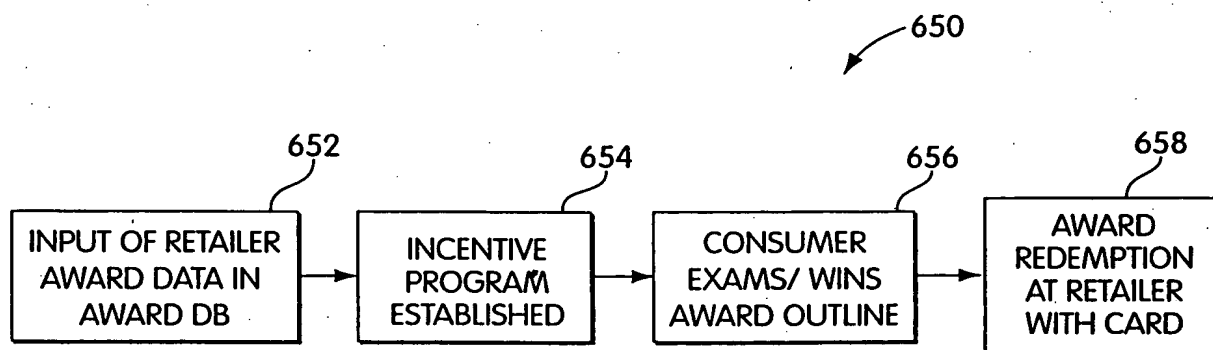 650
652
654
656
658
INPUT OF RETAILER
AWARD DATA IN
AWARD DB
INCENTIVE
PROGRAM
ESTABLISHED
CONSUMER
EXAMS/ WINS
AWARD OUTLINE
AWARD
REDEMPTION
AT RETAILER
WITH CARD